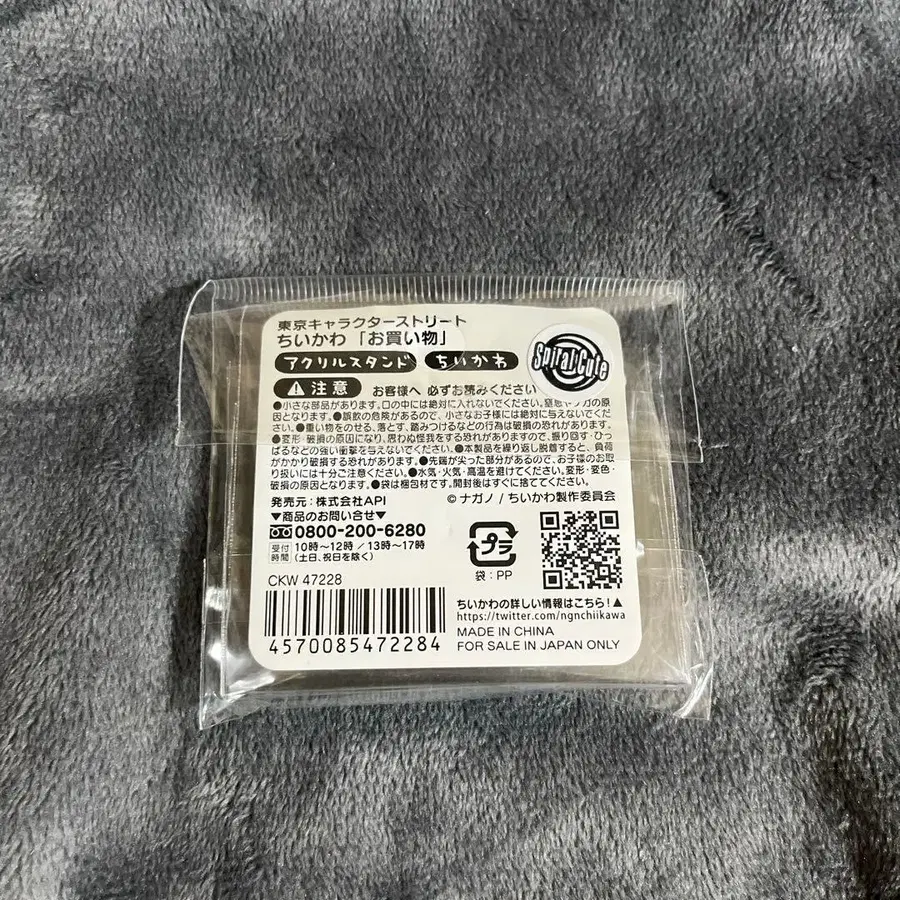 東京キャラクターストリート
ちいかわ「お買い物」
アクリルスタンド ちいかわ
SpiralCute
注意 お客様へ 必ずお読みください
●小さな部品があります。口の中には絶対に入れないでください。窒息やケガの原
因となります。●誤飲の危険があるので、小さなお子様には絶対に与えないでくださ
い。●重い物をのせる、落とす、踏みつけるなどの行為は破損の恐れがあります。
●変形・破損の原因になり、思わぬ怪我をする恐れがありますので、振り回す・ひっ
ぱるなどの強い衝撃を与えないでください。●本製品を繰り返し脱着すると、負荷
がかかり破損する恐れがあります。●先端が尖った部分があるので、お子様のお取
り扱いには十分ご注意ください。●水気・火気・高温を避けてください。変形・変色・
破損の原因となります。●袋は梱包材です。開封後はすぐに捨ててください。
発売元：株式会社API
©ナガノ / ちいかわ製作委員会
▼商品のお問い合せ▼
0800-200-6280
受付時間 10時〜12時 / 13時〜17時
(土日、祝日を除く)
プラ
袋：PP
CKW 47228
4570085472284
ちいかわの詳しい情報はこちら！▲
https://twitter.com/ngnchiikawa
MADE IN CHINA
FOR SALE IN JAPAN ONLY